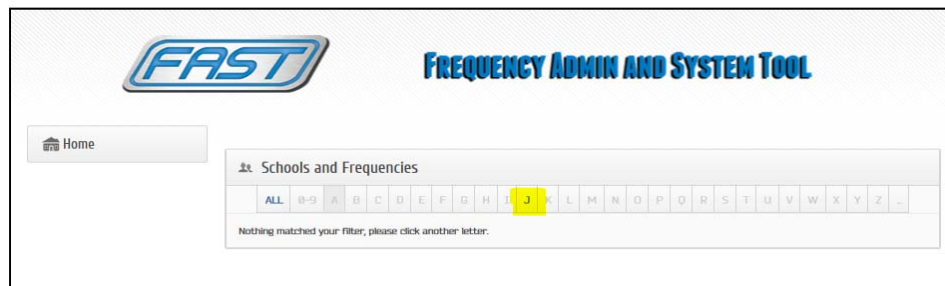 FAST
FREQUENCY ADMIN AND SYSTEM TOOL
Home
Schools and Frequencies
ALL 0-9 A B C D E F G H I J K L M N O P Q R S T U V W X Y Z _
Nothing matched your filter, please click another letter.